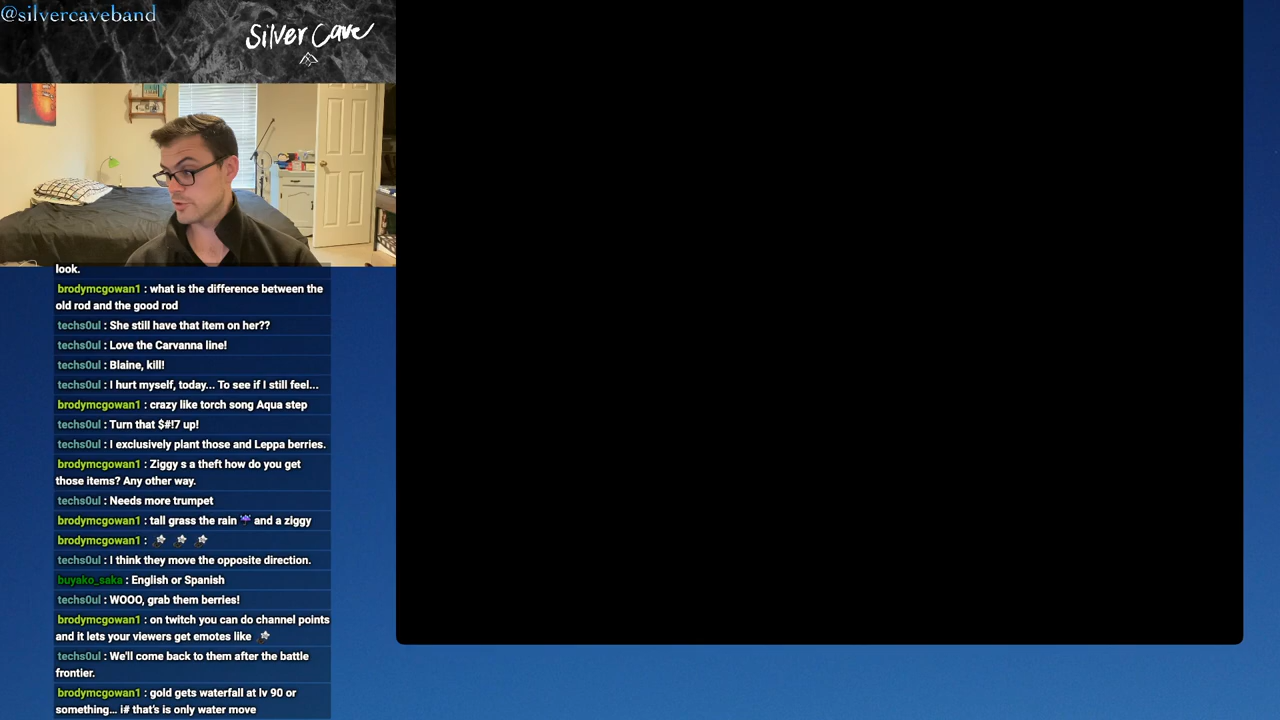 @silvercaveband
Silver Cave
look.
brodymcgowan1 : what is the difference between the
old rod and the good rod
techs0ul : She still have that item on her??
techs0ul : Love the Carvanna line!
techs0ul : Blaine, kill!
techs0ul : I hurt myself, today... To see if I still feel...
brodymcgowan1 : crazy like torch song Aqua step
techs0ul : Turn that $#!7 up!
techs0ul : I exclusively plant those and Leppa berries.
brodymcgowan1 : Ziggy s a theft how do you get
those items? Any other way.
techs0ul : Needs more trumpet
brodymcgowan1 : tall grass the rain ☔ and a ziggy
brodymcgowan1 :
techs0ul : I think they move the opposite direction.
buyako_saka : English or Spanish
techs0ul : WOOO, grab them berries!
brodymcgowan1 : on twitch you can do channel points
and it lets your viewers get emotes like
techs0ul : We'll come back to them after the battle
frontier.
brodymcgowan1 : gold gets waterfall at lv 90 or
something... i# that's is only water move